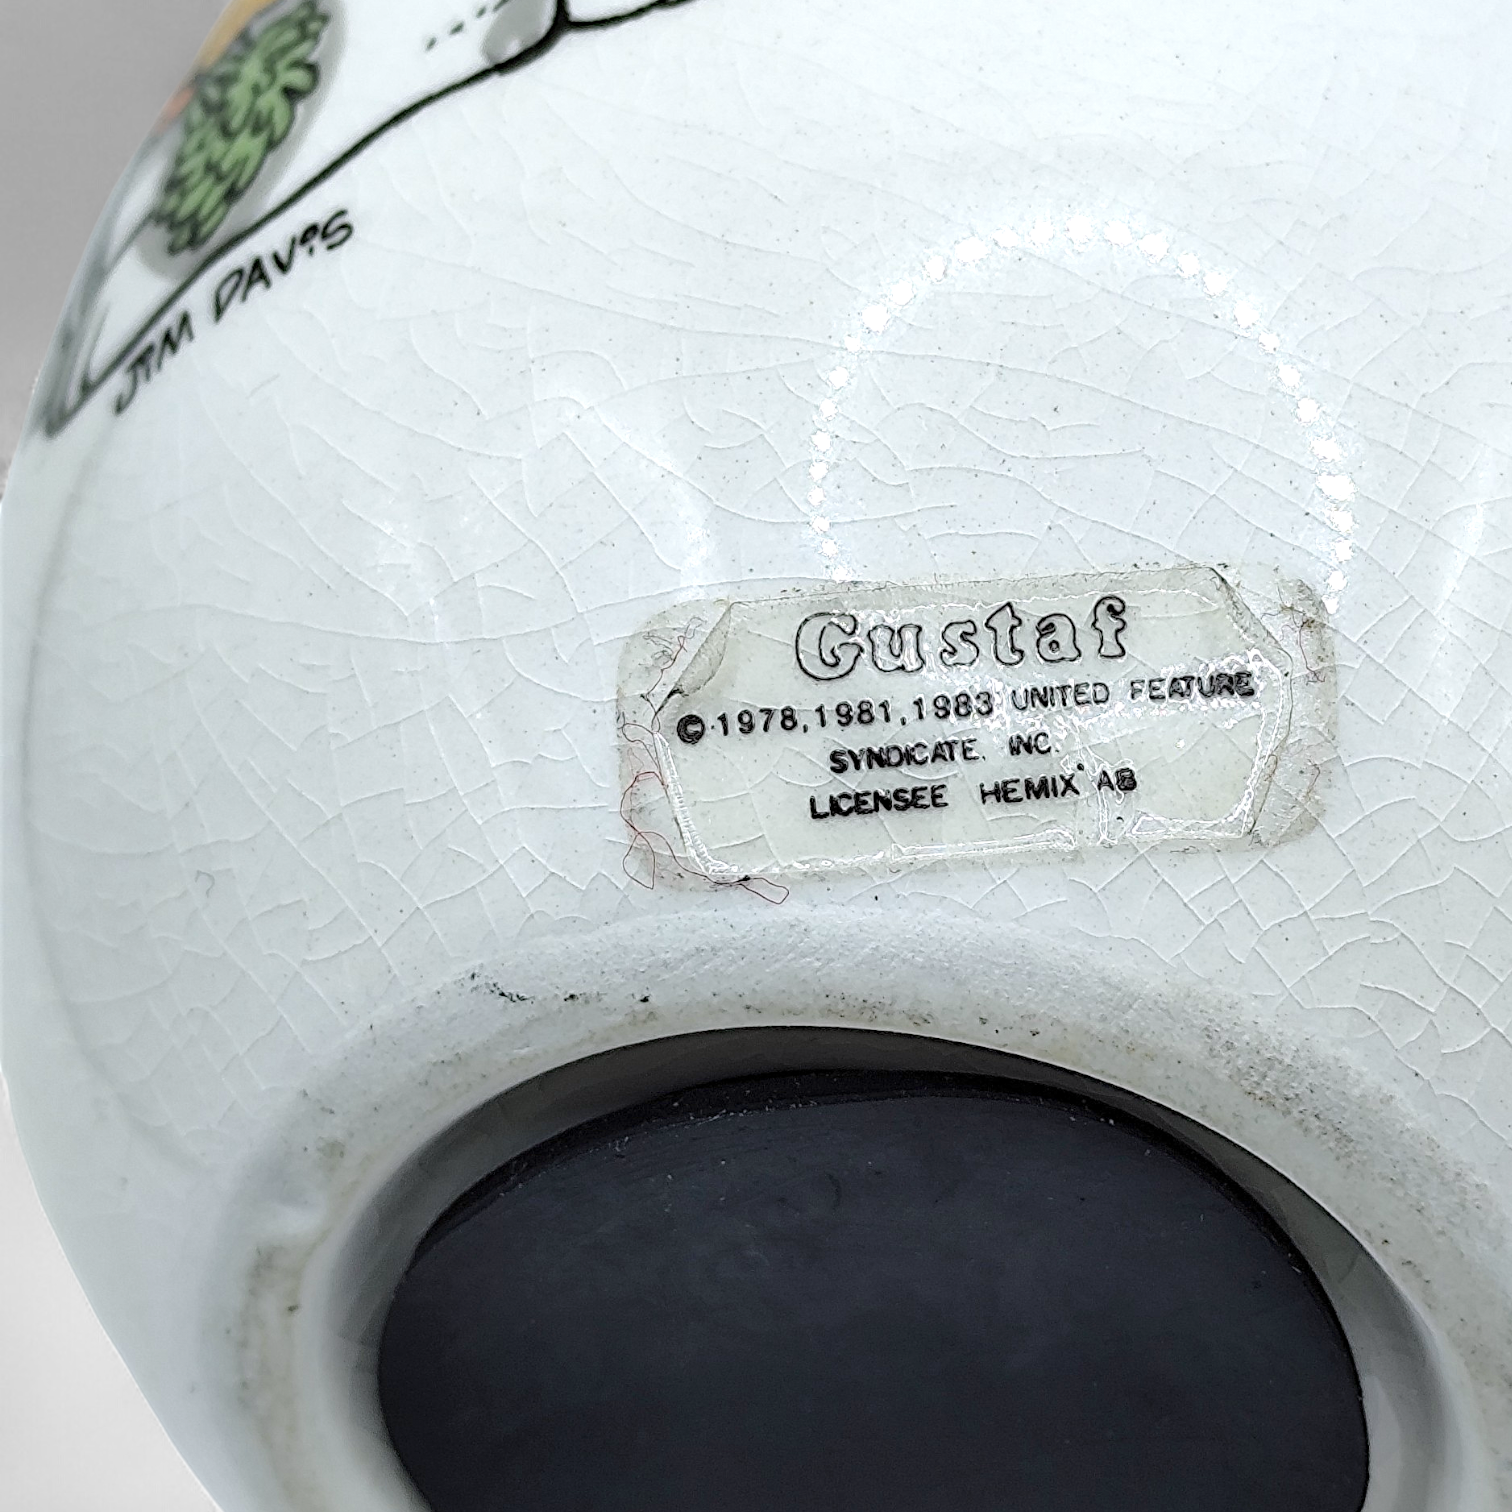 JIM DAViS
Gustaf
© 1978, 1981, 1983 UNITED FEATURE
SYNDICATE, INC.
LICENSEE HEMIX AB